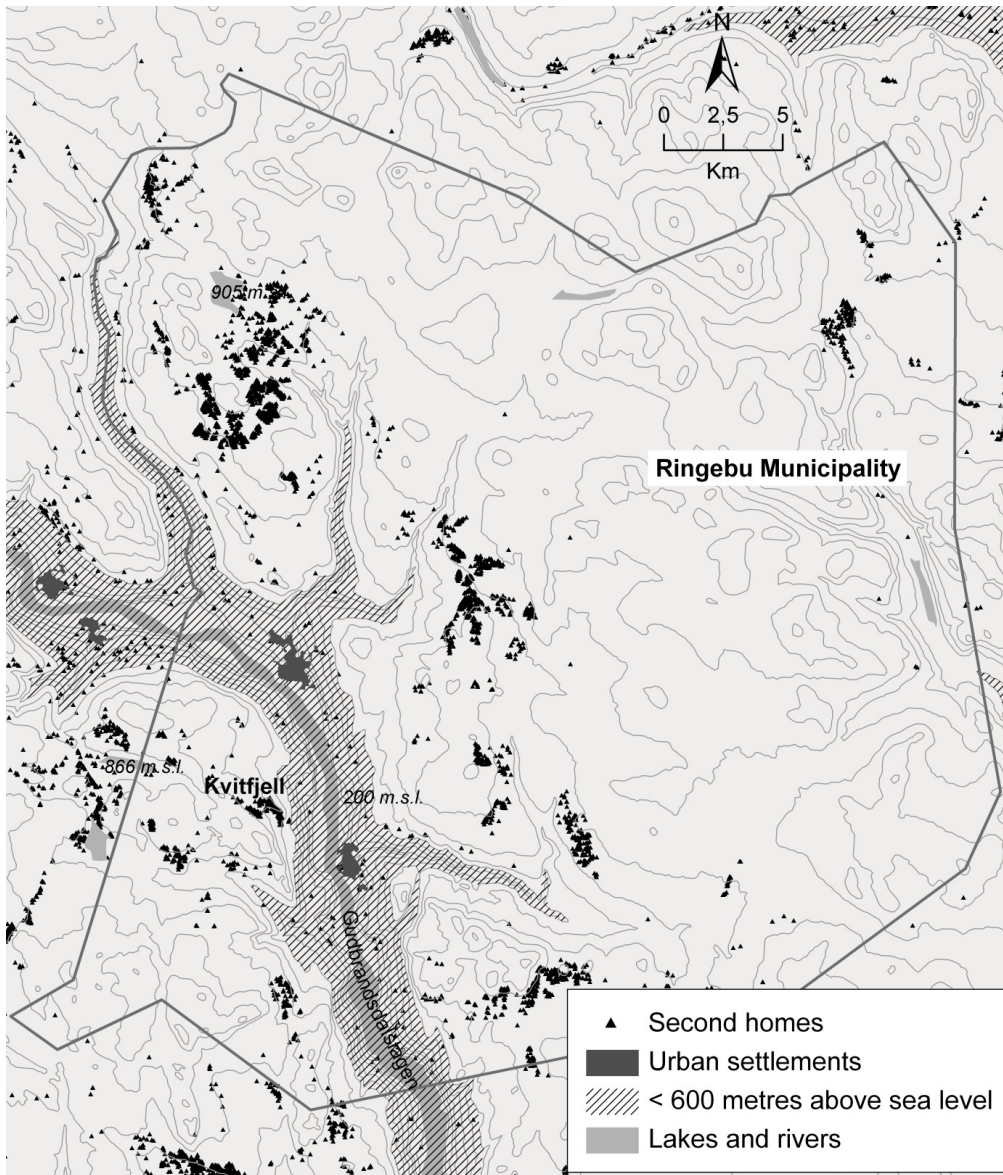 N
0 2,5 5
Km
905 m.s.l.
Ringebu Municipality
866 m.s.l.
Kvitfjell
200 m.s.l.
Gudbrandsdalslågen
Second homes
Urban settlements
< 600 metres above sea level
Lakes and rivers